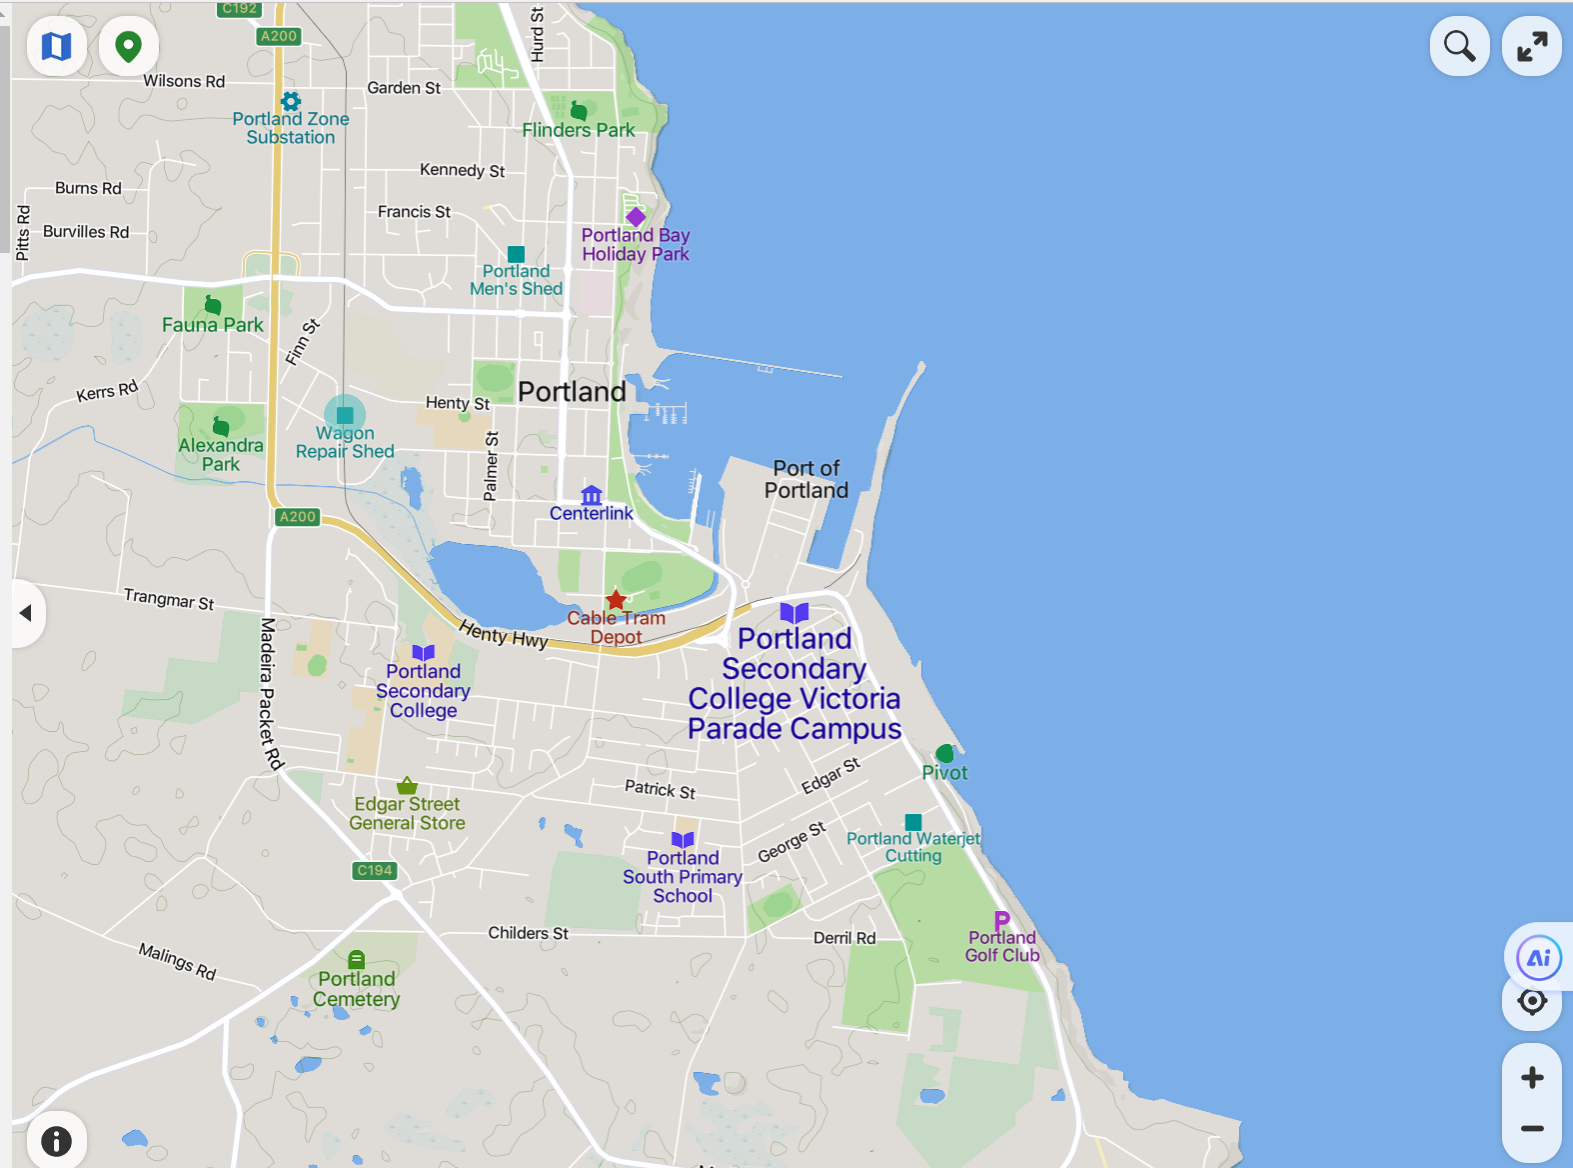 C192
A200
Hurd St
Wilsons Rd
Garden St
Portland Zone
Substation
Flinders Park
Kennedy St
Burns Rd
Pitts Rd
Francis St
Burvilles Rd
Portland Bay
Holiday Park
Portland
Men's Shed
Fauna Park
Finn St
Kerrs Rd
Henty St
Portland
Wagon
Repair Shed
Alexandra
Park
Palmer St
Port of
Portland
Centerlink
A200
Trangmar St
Cable Tram
Depot
Henty Hwy
Madeira Packet Rd
Portland
Secondary
College
Portland
Secondary
College Victoria
Parade Campus
Pivot
Edgar St
Patrick St
Edgar Street
General Store
George St
Portland Waterjet
Cutting
Portland
South Primary
School
C194
P
Portland
Golf Club
Childers St
Derril Rd
Malings Rd
Portland
Cemetery
Ai